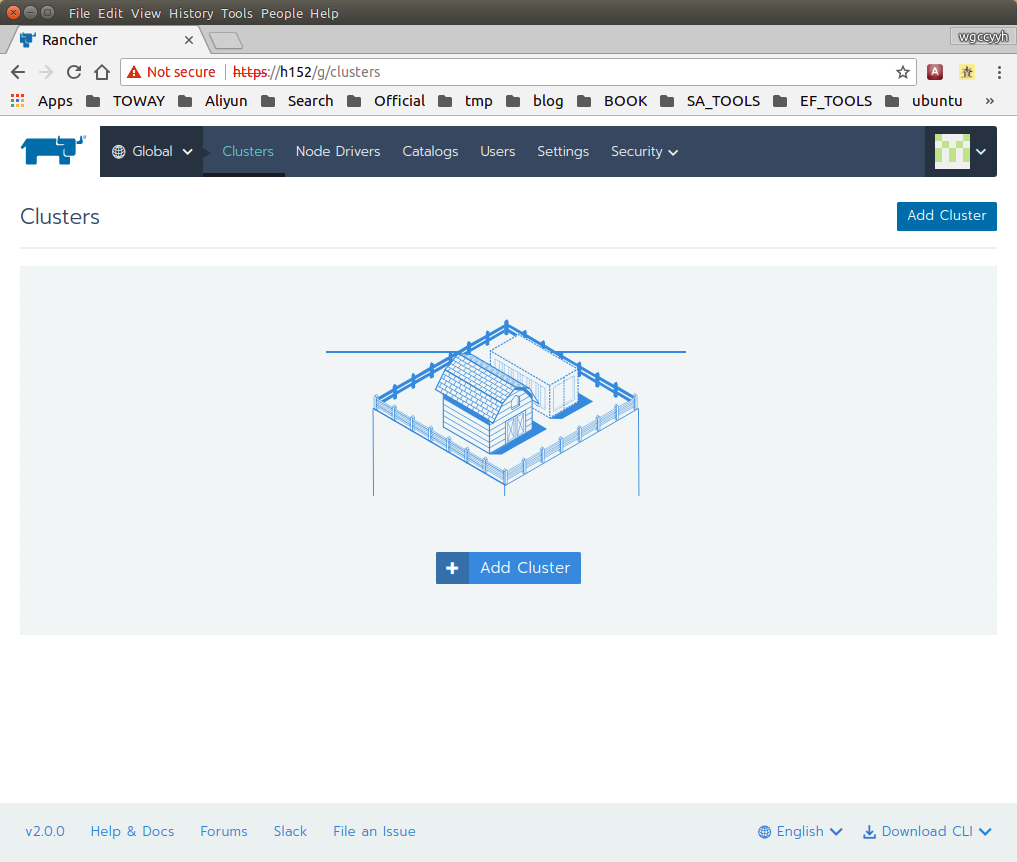 File Edit View History Tools People Help
Rancher
wgccyyh
Not secure https://h152/g/clusters
A
Apps TOWAY Aliyun Search Official tmp blog BOOK SA_TOOLS EF_TOOLS ubuntu »
Global Clusters Node Drivers Catalogs Users Settings Security
Clusters
Add Cluster
Add Cluster
v2.0.0 Help & Docs Forums Slack File an Issue English Download CLI